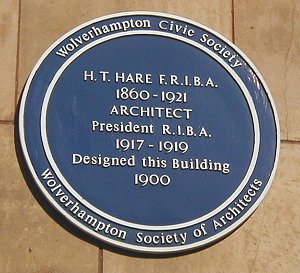 Wolverhampton Civic Society
H.T. HARE F.R.I.B.A.
1860-1921
ARCHITECT
President R.I.B.A.
1917-1919
Designed this Building
1900
Wolverhampton Society of Architects